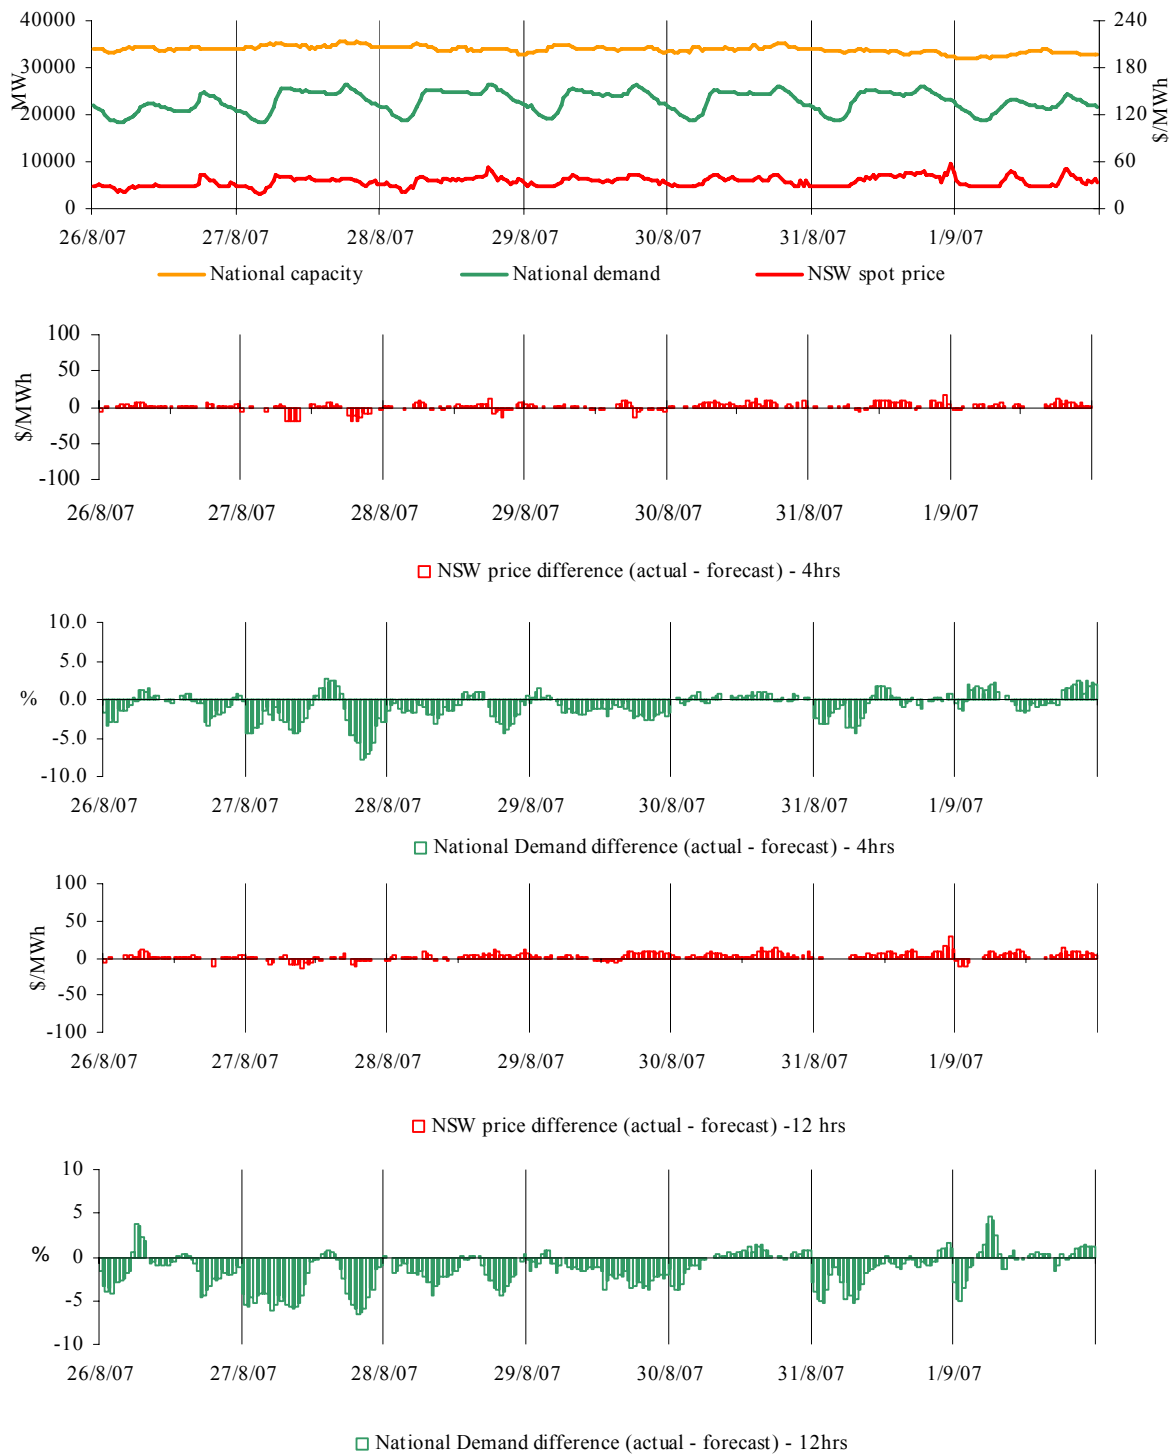 40000 240
30000 180
MW 20000 120 $/MWh
10000 60
0 0
26/8/07 27/8/07 28/8/07 29/8/07 30/8/07 31/8/07 1/9/07
National capacity National demand NSW spot price
100
50
$/MWh 0
-50
-100
26/8/07 27/8/07 28/8/07 29/8/07 30/8/07 31/8/07 1/9/07
NSW price difference (actual - forecast) - 4hrs
10.0
5.0
% 0.0
-5.0
-10.0
26/8/07 27/8/07 28/8/07 29/8/07 30/8/07 31/8/07 1/9/07
National Demand difference (actual - forecast) - 4hrs
100
50
$/MWh 0
-50
-100
26/8/07 27/8/07 28/8/07 29/8/07 30/8/07 31/8/07 1/9/07
NSW price difference (actual - forecast) -12 hrs
10
5
% 0
-5
-10
26/8/07 27/8/07 28/8/07 29/8/07 30/8/07 31/8/07 1/9/07
National Demand difference (actual - forecast) - 12hrs